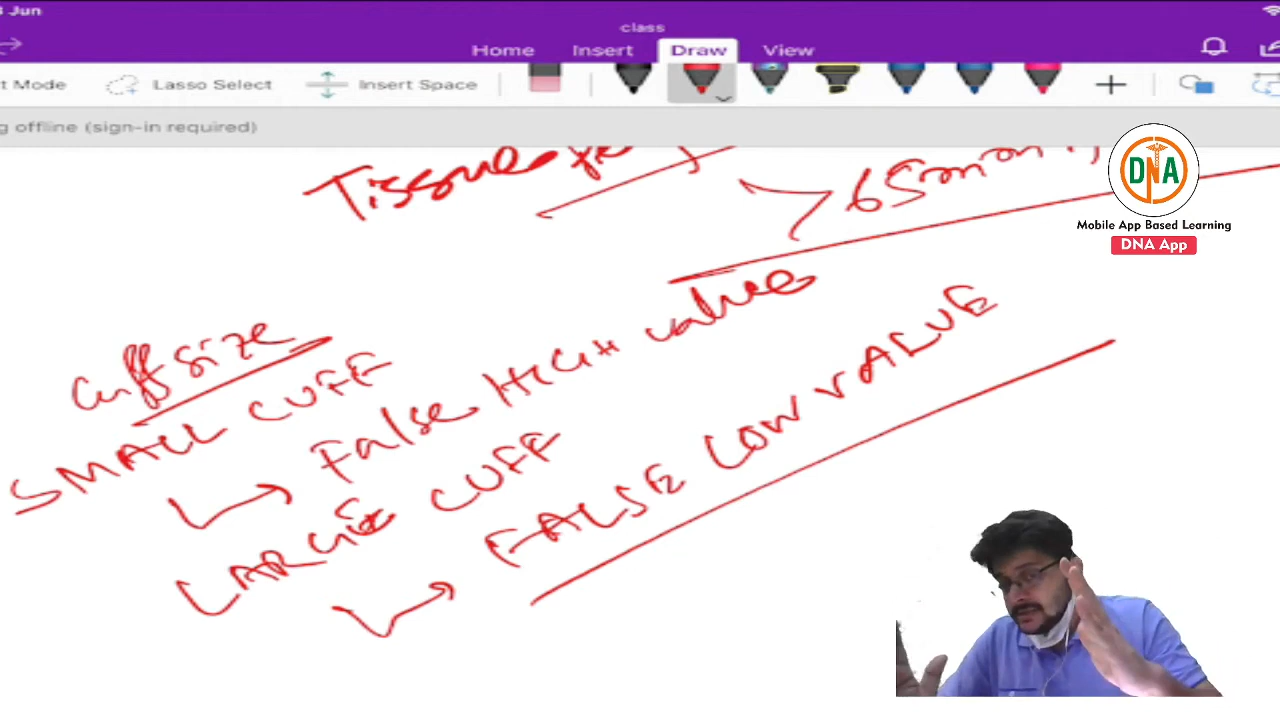 3 Jun
class
Home Insert Draw View
t Mode Lasso Select Insert Space
g offline (sign-in required)
DNA
Mobile App Based Learning
DNA App
Tissue
>65mm
Cuff size
SMALL CUFF
False HIGH value
LARGE CUFF
FALSE LOW VALUE